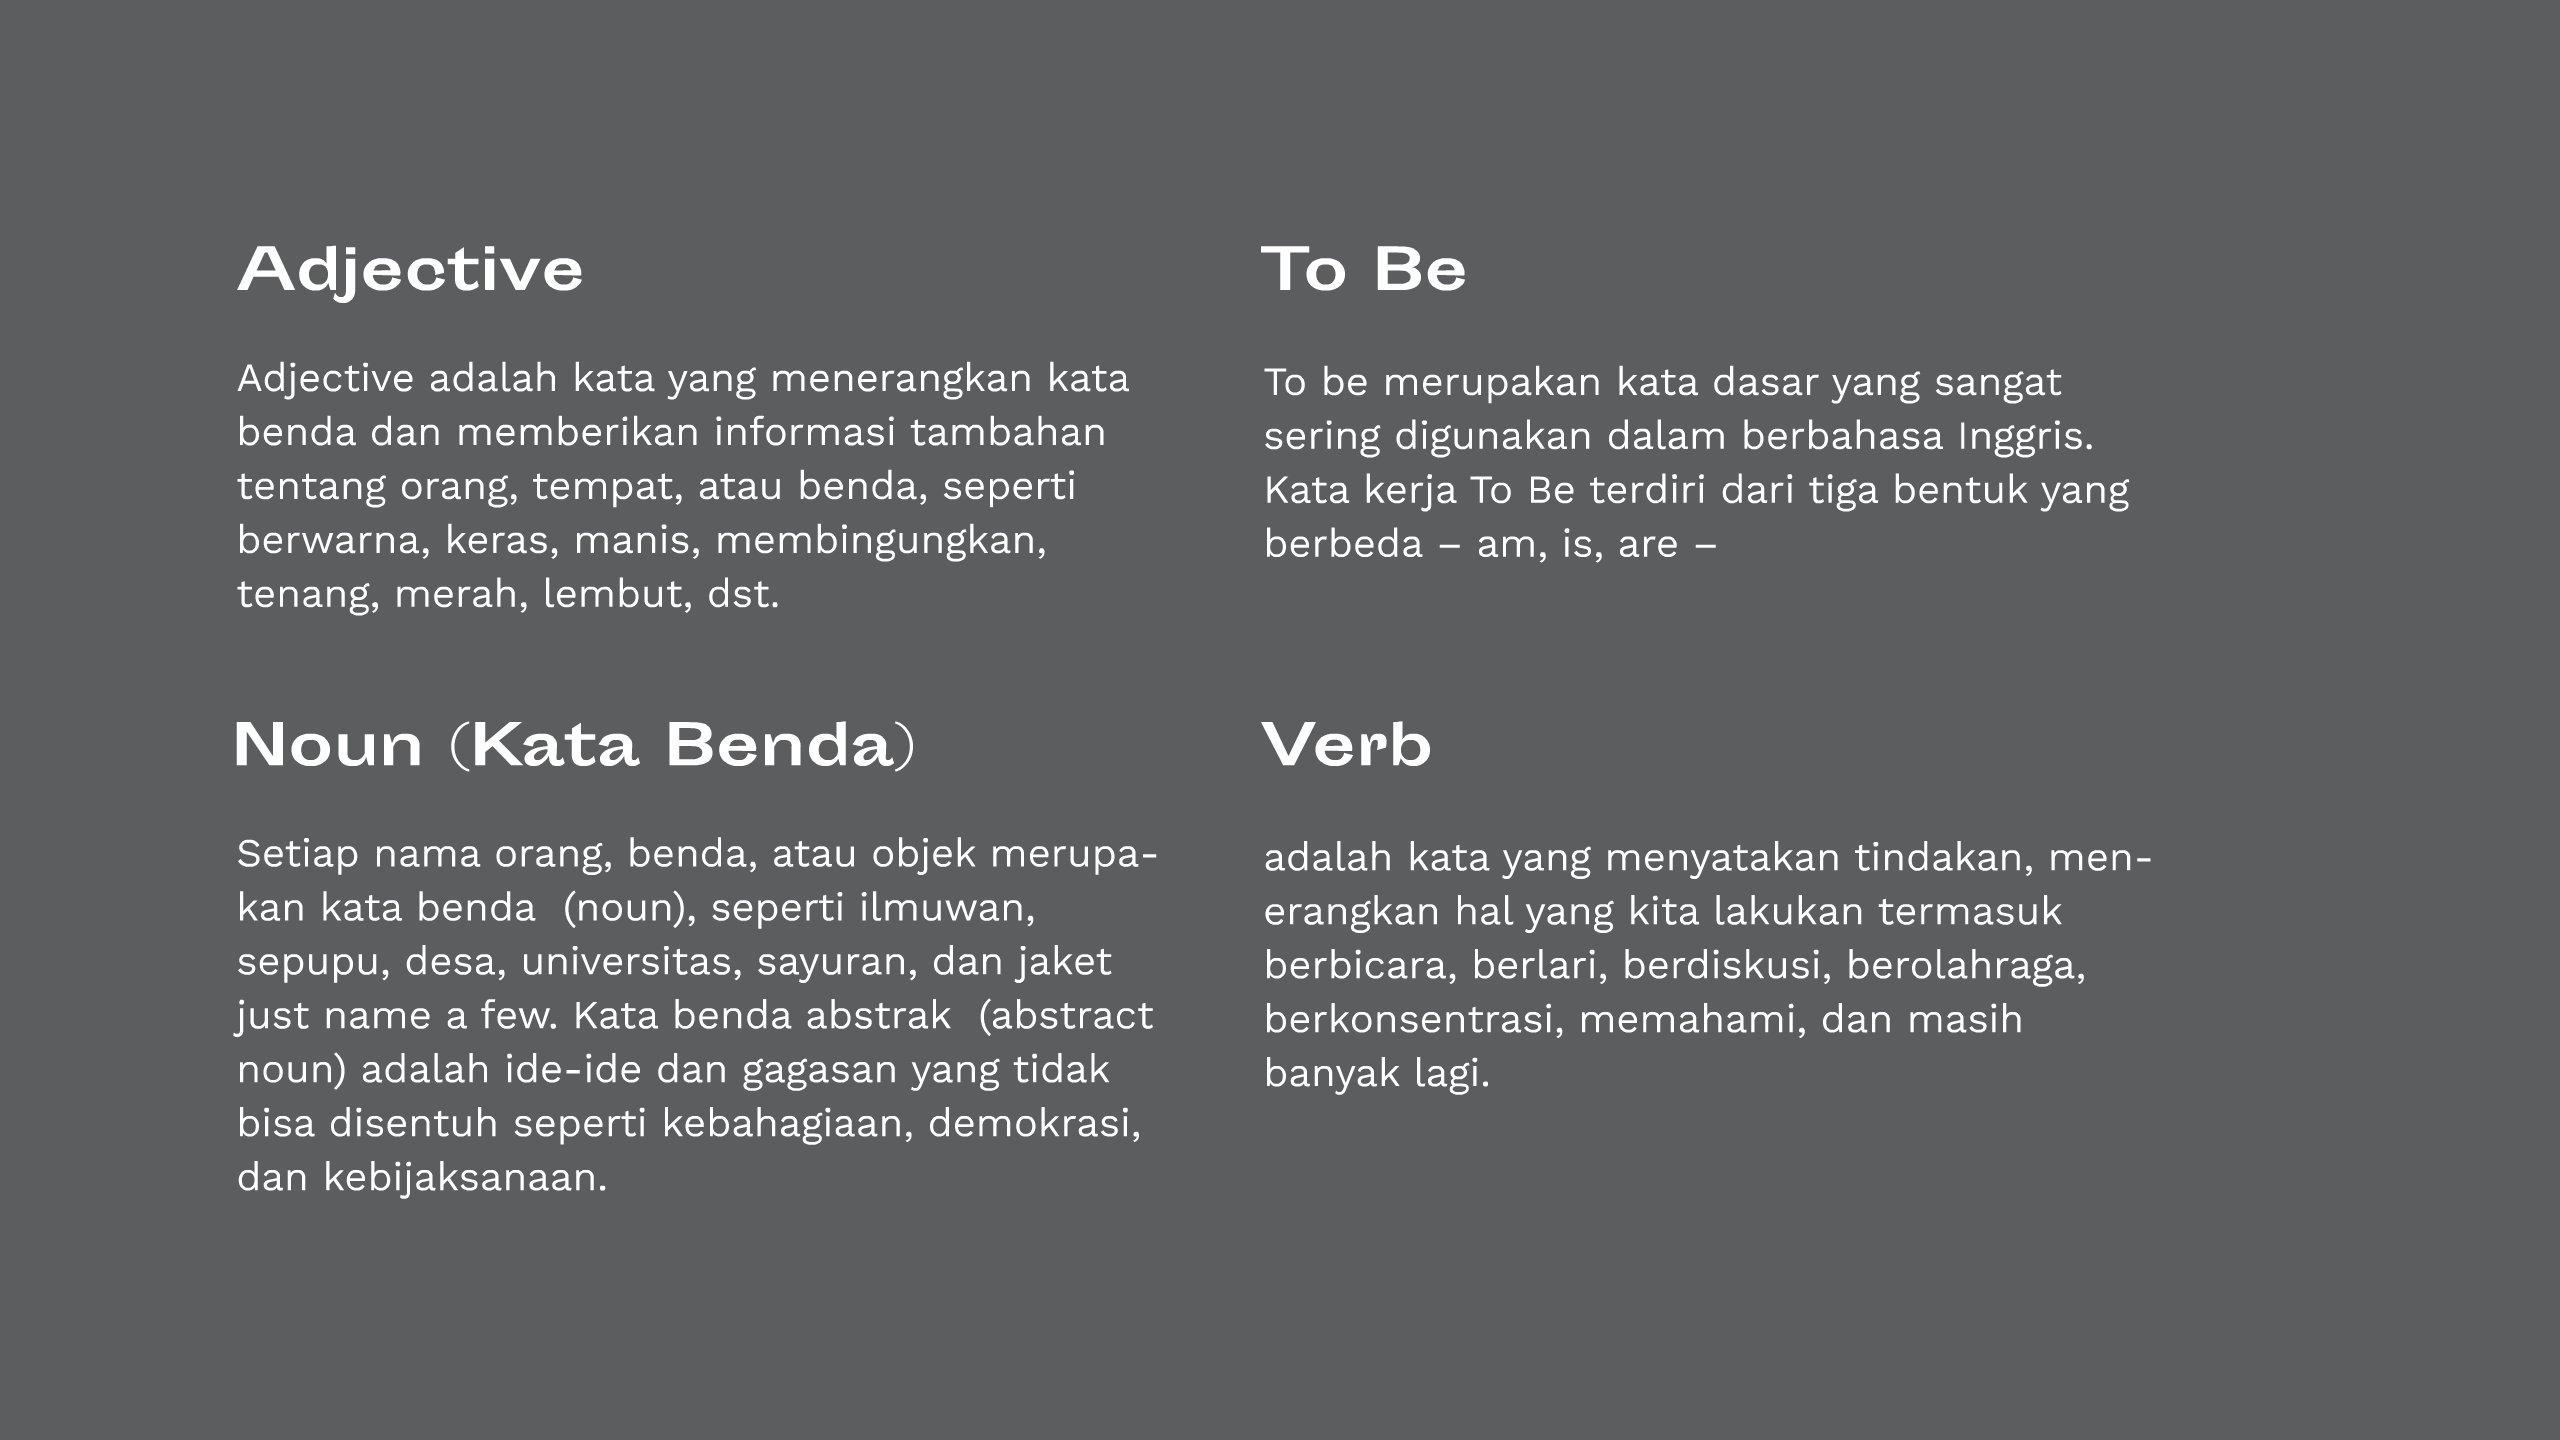 Adjective
Adjective adalah kata yang menerangkan kata
benda dan memberikan informasi tambahan
tentang orang, tempat, atau benda, seperti
berwarna, keras, manis, membingungkan,
tenang, merah, lembut, dst.
To Be
To be merupakan kata dasar yang sangat
sering digunakan dalam berbahasa Inggris.
Kata kerja To Be terdiri dari tiga bentuk yang
berbeda – am, is, are –
Noun (Kata Benda)
Setiap nama orang, benda, atau objek merupa-
kan kata benda  (noun), seperti ilmuwan,
sepupu, desa, universitas, sayuran, dan jaket
just name a few. Kata benda abstrak  (abstract
noun) adalah ide-ide dan gagasan yang tidak
bisa disentuh seperti kebahagiaan, demokrasi,
dan kebijaksanaan.
Verb
adalah kata yang menyatakan tindakan, men-
erangkan hal yang kita lakukan termasuk
berbicara, berlari, berdiskusi, berolahraga,
berkonsentrasi, memahami, dan masih
banyak lagi.